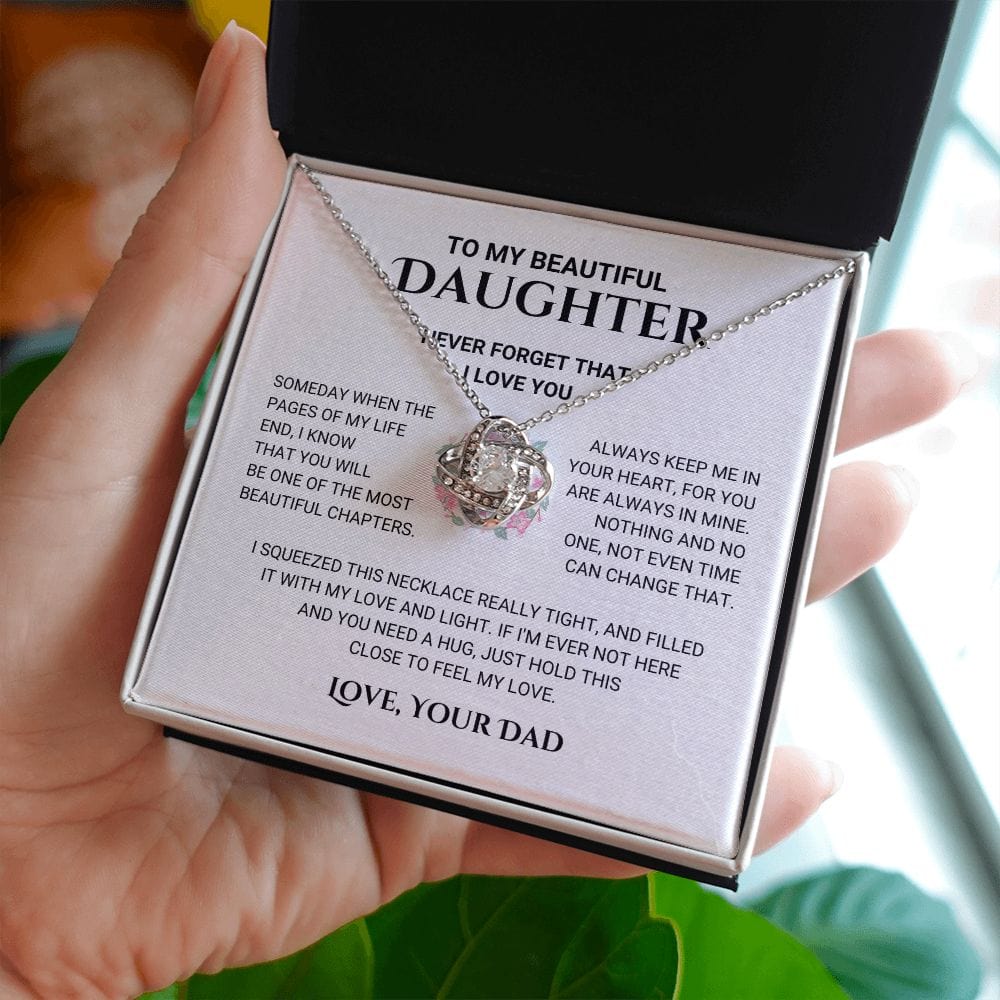 TO MY BEAUTIFUL
DAUGHTER
NEVER FORGET THAT
I LOVE YOU
SOMEDAY WHEN THE
PAGES OF MY LIFE
END, I KNOW
THAT YOU WILL
BE ONE OF THE MOST
BEAUTIFUL CHAPTERS.
ALWAYS KEEP ME IN
YOUR HEART, FOR YOU
ARE ALWAYS IN MINE.
NOTHING AND NO
ONE, NOT EVEN TIME
CAN CHANGE THAT.
I SQUEEZED THIS NECKLACE REALLY TIGHT, AND FILLED
IT WITH MY LOVE AND LIGHT. IF I'M EVER NOT HERE
AND YOU NEED A HUG, JUST HOLD THIS
CLOSE TO FEEL MY LOVE.
LOVE, YOUR DAD